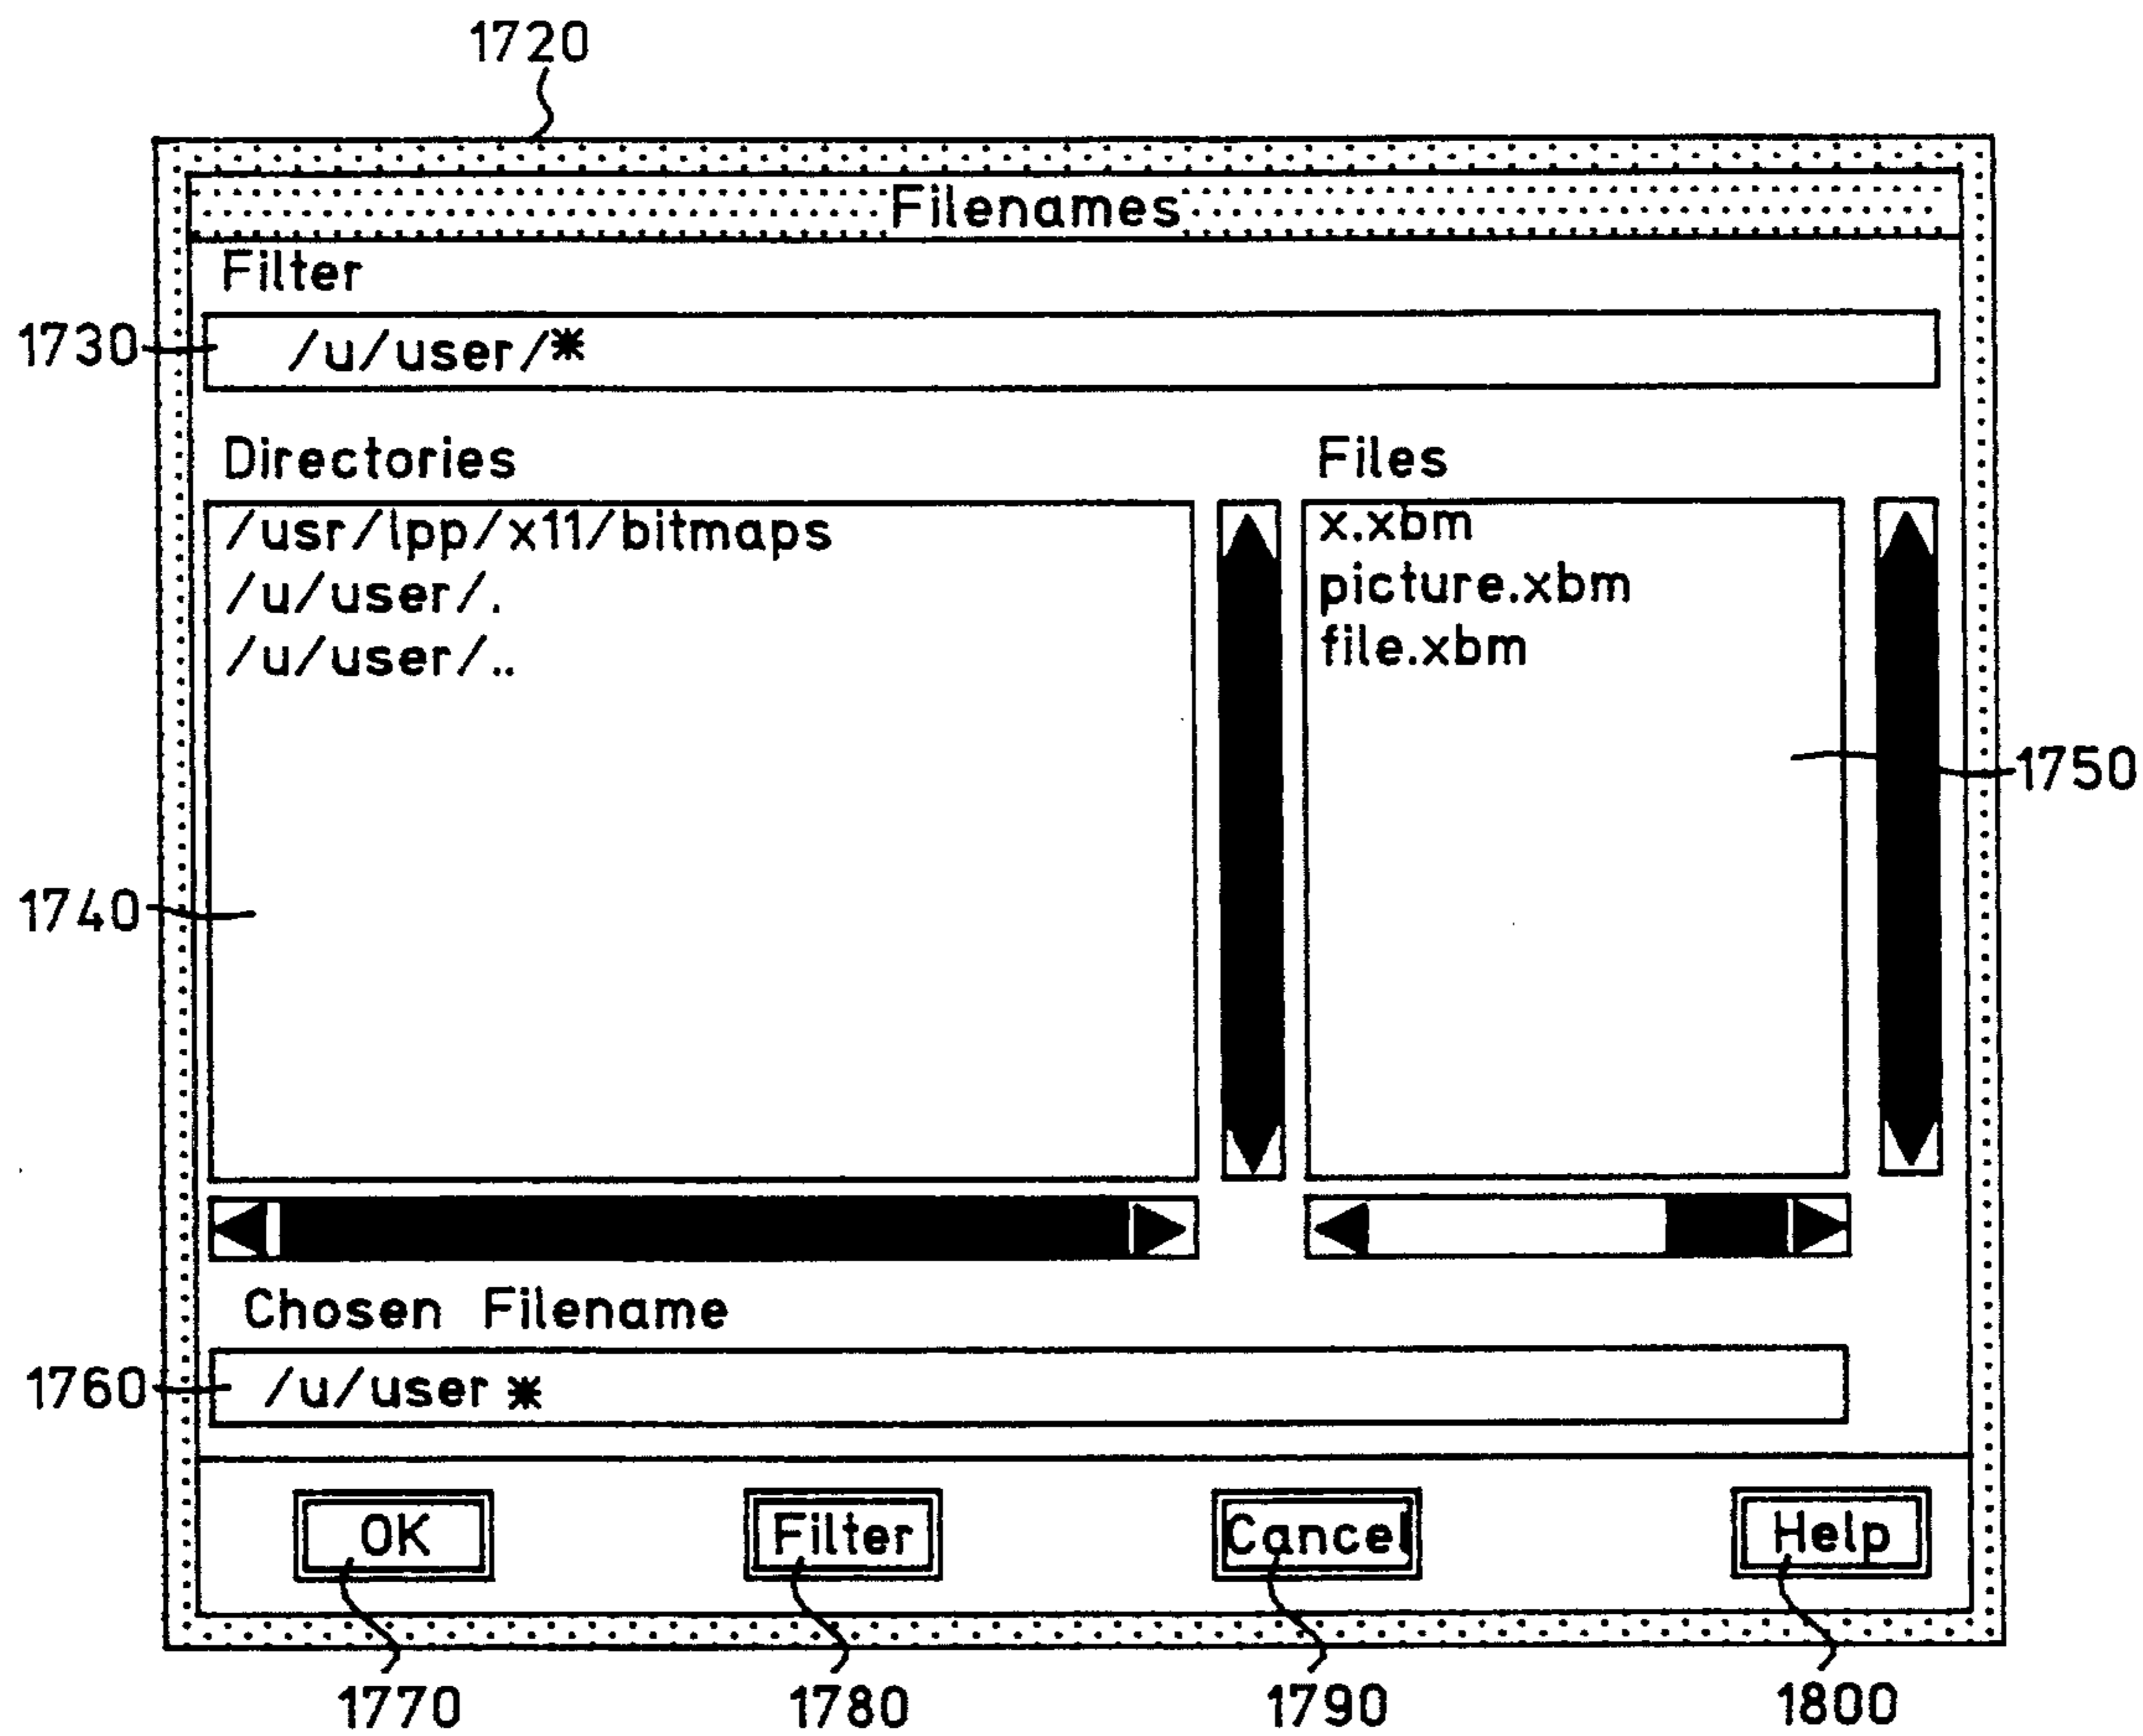 1720
Filenames
Filter
1730
/u/user/*
Directories
Files
/usr/lpp/x11/bitmaps
/u/user/.
/u/user/..
x.xbm
picture.xbm
file.xbm
1750
1740
Chosen Filename
1760
/u/user *
OK
Filter
Cancel
Help
1770
1780
1790
1800